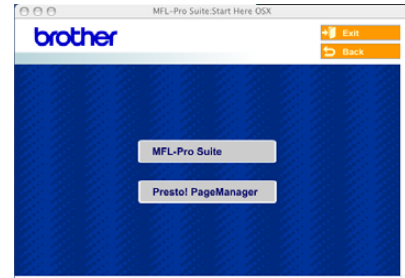 MFL-Pro Suite:Start Here OSX
brother
Exit
Back
MFL-Pro Suite
Presto! PageManager